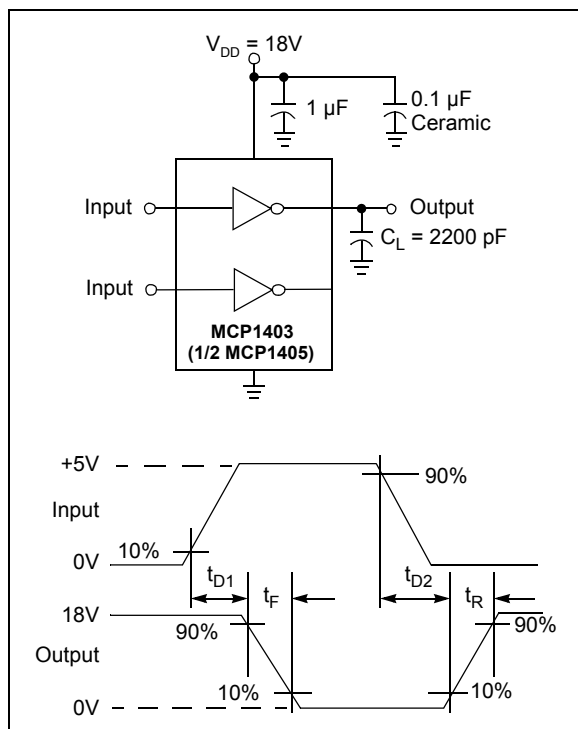 V_DD = 18V
1 µF
0.1 µF
Ceramic
Input
Output
C_L = 2200 pF
Input
MCP1403
(1/2 MCP1405)
+5V
90%
Input
10%
0V
t_D1
t_F
t_D2
t_R
18V
90%
90%
Output
10%
10%
0V